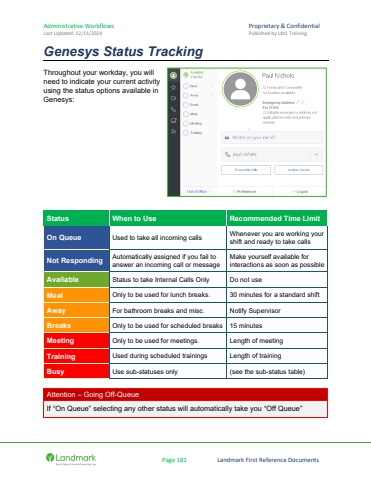 Administrative Workflows
Proprietary & Confidential
Last Updated: 12/11/2024
Published by LM1 Training
Genesys Status Tracking
Throughout your workday, you will
need to indicate your current activity
using the status options available in
Genesys:
Paul Nichols
Available
Busy
Away
Break
Meal
Meeting
Training
Emergency Address
What's on your mind?
paul nichols
Out of Office
Preferences
Logout
Status
When to Use
Recommended Time Limit
On Queue
Used to take all incoming calls
Whenever you are working your
shift and ready to take calls
Not Responding
Automatically assigned if you fail to
answer an incoming call or message
Make yourself available for
interactions as soon as possible
Available
Status to take Internal Calls Only
Do not use
Meal
Only to be used for lunch breaks.
30 minutes for a standard shift
Away
For bathroom breaks and misc.
Notify Supervisor
Breaks
Only to be used for scheduled breaks
15 minutes
Meeting
Only to be used for meetings.
Length of meeting
Training
Used during scheduled trainings
Length of training
Busy
Use sub-statuses only
(see the sub-status table)
Attention – Going Off-Queue
If "On Queue" selecting any other status will automatically take you "Off Queue"
Landmark
Page 181
Landmark First Reference Documents